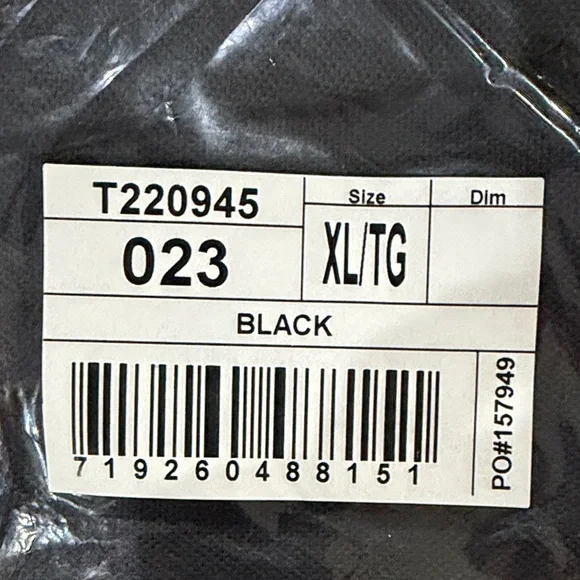 T220945
Size
Dim
023
XL/TG
BLACK
719260488151
PO#157949